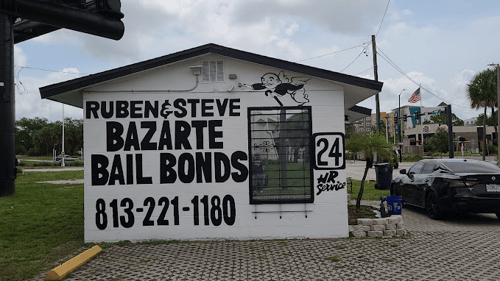 RUBEN & STEVE
BAZARTE
BAIL BONDS
24
HR
Service
813-221-1180